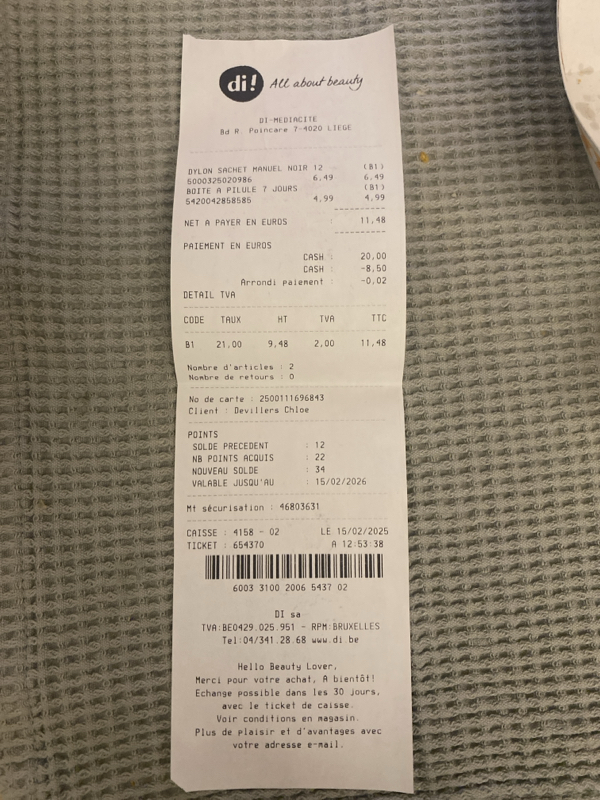 di! All about beauty
DI-MEDIACITE
Bd R. Poincare 7-4020 LIEGE
DYLON SACHET MANUEL NOIR 12 (B1)
5000325020986 6,49 6,49
BOITE A PILULE 7 JOURS (B1)
5420042858585 4,99 4,99
NET A PAYER EN EUROS : 11,48
PAIEMENT EN EUROS
CASH : 20,00
CASH : -8,50
Arrondi paiement : -0,02
DETAIL TVA
CODE TAUX HT TVA TTC
B1 21,00 9,48 2,00 11,48
Nombre d'articles : 2
Nombre de retours : 0
No de carte : 2500111696843
Client : Devillers Chloe
POINTS
SOLDE PRECEDENT : 12
NB POINTS ACQUIS : 22
NOUVEAU SOLDE : 34
VALABLE JUSQU'AU : 15/02/2026
Mt sécurisation : 46803631
CAISSE : 4158 - 02 LE 15/02/2025
TICKET : 654370 A 12:53:38
6003 3100 2006 5437 02
DI sa
TVA:BE0429.025.951 - RPM:BRUXELLES
Tel:04/341.28.68 www.di.be
Hello Beauty Lover,
Merci pour votre achat, A bientôt!
Echange possible dans les 30 jours,
avec le ticket de caisse.
Voir conditions en magasin.
Plus de plaisir et d'avantages avec
votre adresse e-mail.